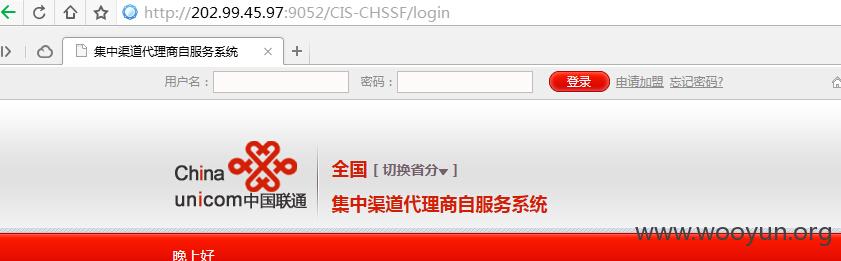 http://202.99.45.97:9052/CIS-CHSSF/login
集中渠道代理商自服务系统
用户名： 密码： 登录 申请加盟 忘记密码?
China
unicom中国联通
全国 [ 切换省分 ]
集中渠道代理商自服务系统
www.wooyun.org
晚上好